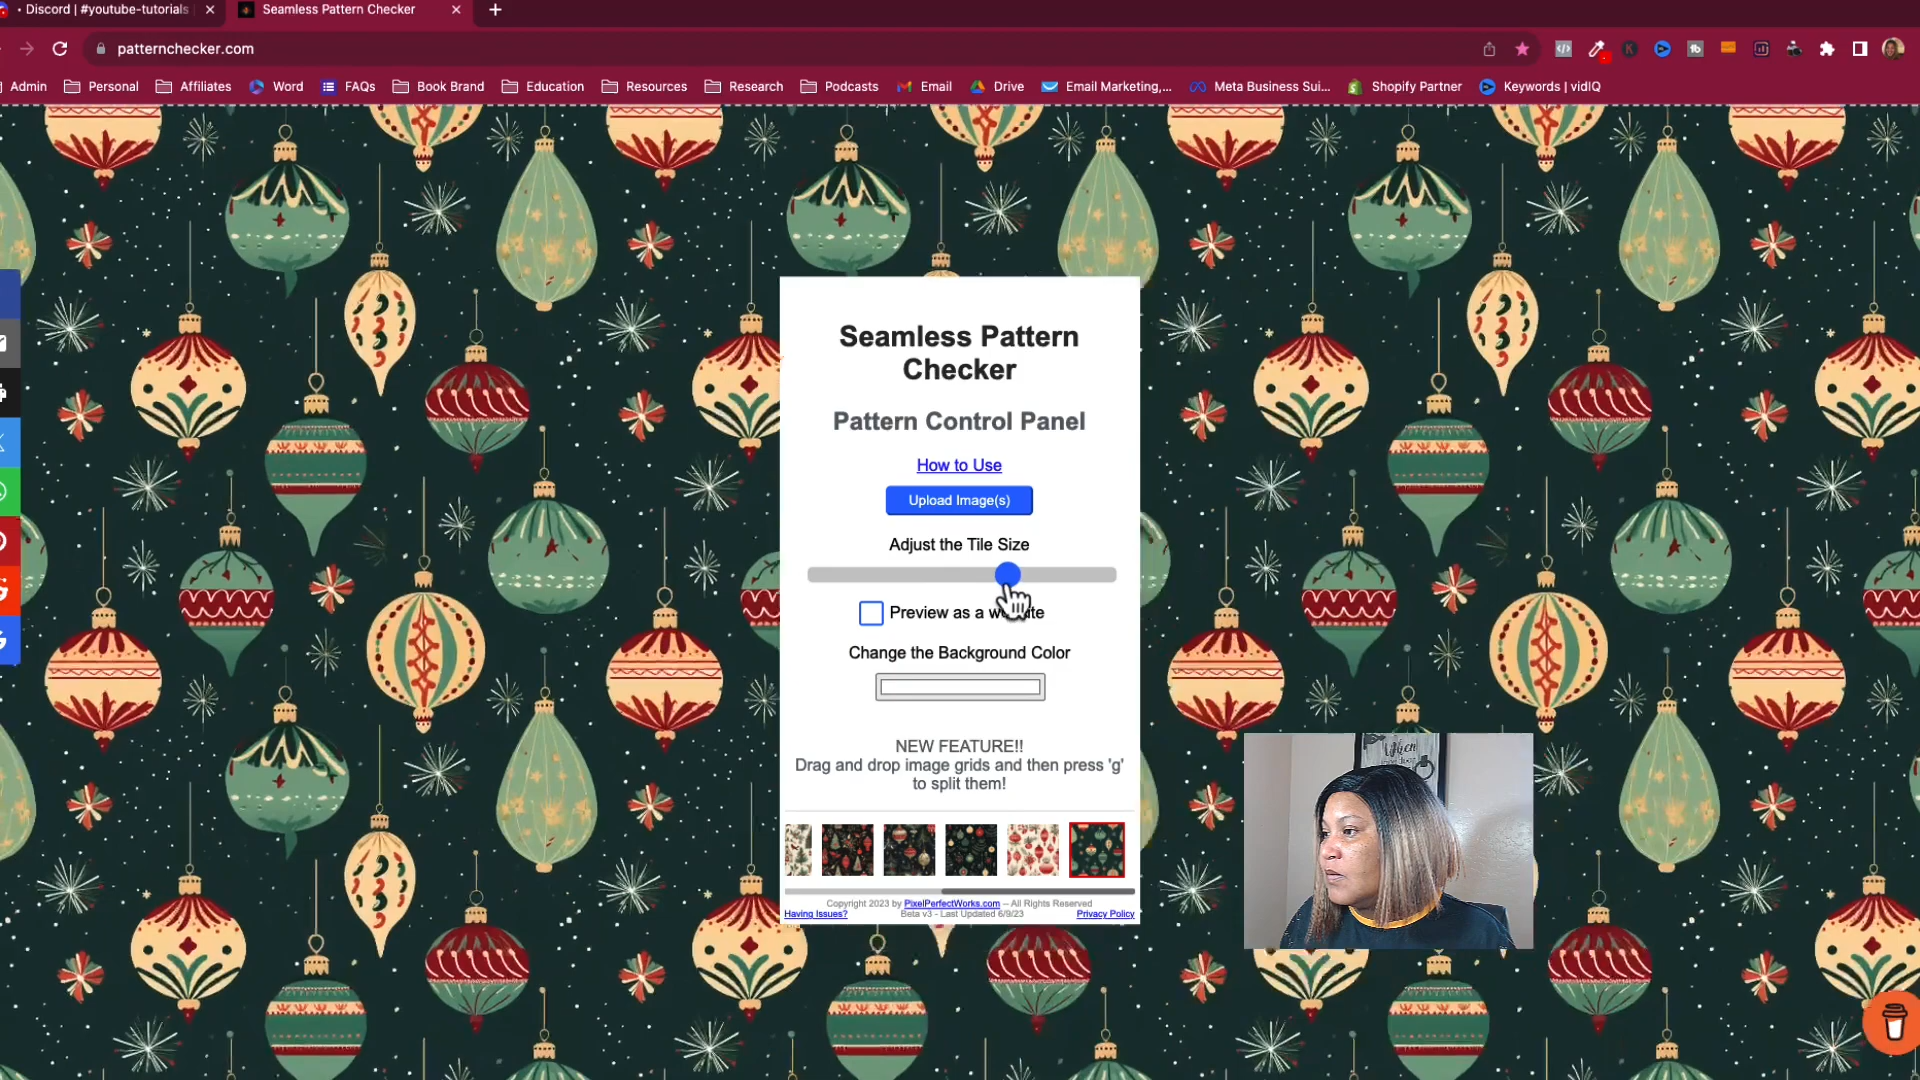 Discord | #youtube-tutorials
Seamless Pattern Checker
patternchecker.com
Admin
Personal
Affiliates
Word
FAQs
Book Brand
Education
Resources
Research
Podcasts
Email
Drive
Email Marketing,...
Meta Business Sui...
Shopify Partner
Keywords | vidIQ
Seamless Pattern
Checker
Pattern Control Panel
How to Use
Upload Image(s)
Adjust the Tile Size
Preview as a
Change the Background Color
NEW FEATURE!!
Drag and drop image grids and then press 'g'
to split them!
Copyright 2023 by PixelPerfectWorks.com -- All Rights Reserved
Having Issues?
Beta v3 - Last Updated 6/9/23
Privacy Policy